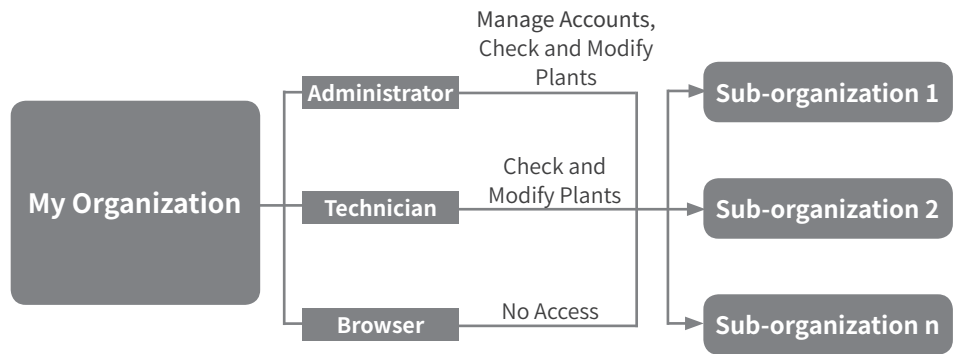 My Organization
Administrator
Technician
Browser
Manage Accounts,
Check and Modify
Plants
Check and
Modify Plants
No Access
Sub-organization 1
Sub-organization 2
Sub-organization n